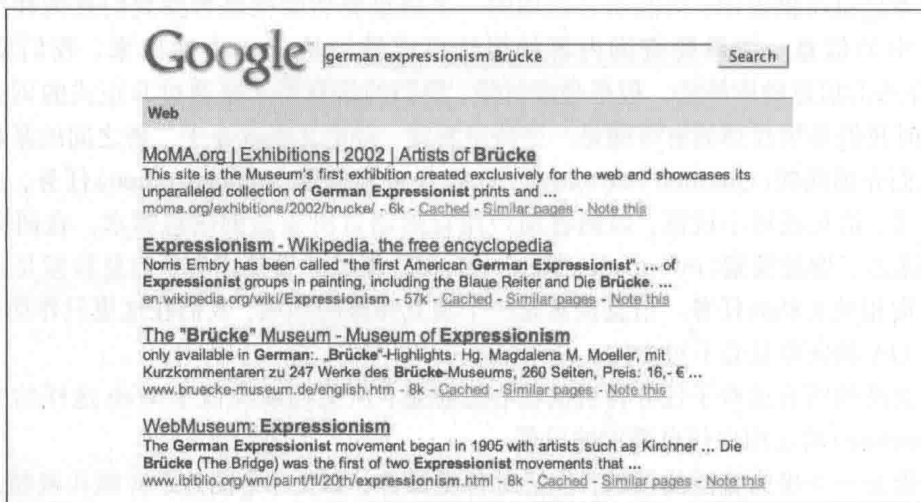 Google
german expressionism Brücke
Search
Web
MoMA.org | Exhibitions | 2002 | Artists of Brücke
This site is the Museum's first exhibition created exclusively for the web and showcases its
unparalleled collection of German Expressionist prints and ...
moma.org/exhibitions/2002/brucke/ - 6k - Cached - Similar pages - Note this
Expressionism - Wikipedia, the free encyclopedia
Norris Embry has been called "the first American German Expressionist". ... of
Expressionist groups in painting, including the Blaue Reiter and Die Brücke. ...
en.wikipedia.org/wiki/Expressionism - 57k - Cached - Similar pages - Note this
The "Brücke" Museum - Museum of Expressionism
only available in German: „Brücke"-Highlights. Hg. Magdalena M. Moeller, mit
Kurzkommentaren zu 247 Werke des Brücke-Museums, 260 Seiten, Preis: 16,- € ...
www.bruecke-museum.de/english.htm - 8k - Cached - Similar pages - Note this
WebMuseum: Expressionism
The German Expressionist movement began in 1905 with artists such as Kirchner ... Die
Brücke (The Bridge) was the first of two Expressionist movements that ...
www.ibiblio.org/wm/paint/tl/20th/expressionism.html - 8k - Cached - Similar pages - Note this